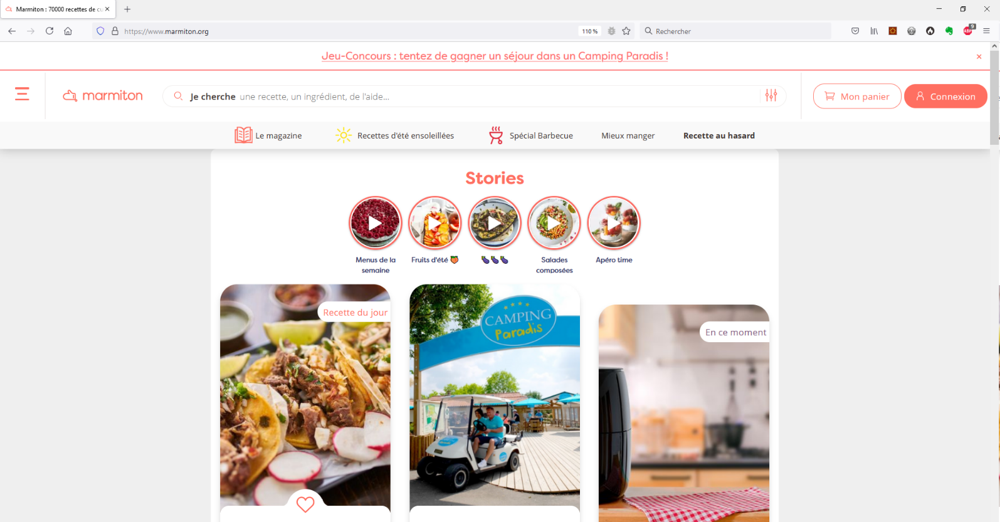 Marmiton : 70000 recettes de cu
https://www.marmiton.org
110 %
Rechercher
ABP
9
Jeu-Concours : tentez de gagner un séjour dans un Camping Paradis !
marmiton
Je cherche une recette, un ingrédient, de l'aide...
Mon panier
Connexion
Le magazine
Recettes d'été ensoleillées
Spécial Barbecue
Mieux manger
Recette au hasard
Stories
Menus de la
semaine
Fruits d'été 🍑
🍆🍆🍆
Salades
composées
Apéro time
Recette du jour
CAMPING
Paradis
En ce moment